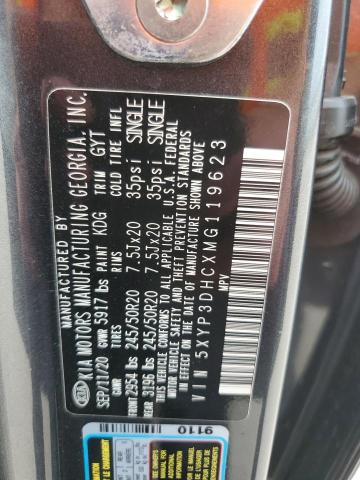 MANUFACTURED BY
KIA MOTORS MANUFACTURING GEORGIA, INC.
SEP/17/20 GVWR 5917 lbs PAINT KDG TRIM GYT
GAWR TIRES RIMS COLD TIRE INFL
FRONT 2954 lbs 245/50R20 7.5Jx20 35psi SINGLE
REAR 3196 lbs 245/50R20 7.5Jx20 35psi SINGLE
THIS VEHICLE CONFORMS TO ALL APPLICABLE U.S.A. FEDERAL
MOTOR VEHICLE SAFETY AND THEFT PREVENTION STANDARDS
IN EFFECT ON THE DATE OF MANUFACTURE SHOWN ABOVE
VIN 5XYP3DHCXMG119623
MPV
KIA
9110